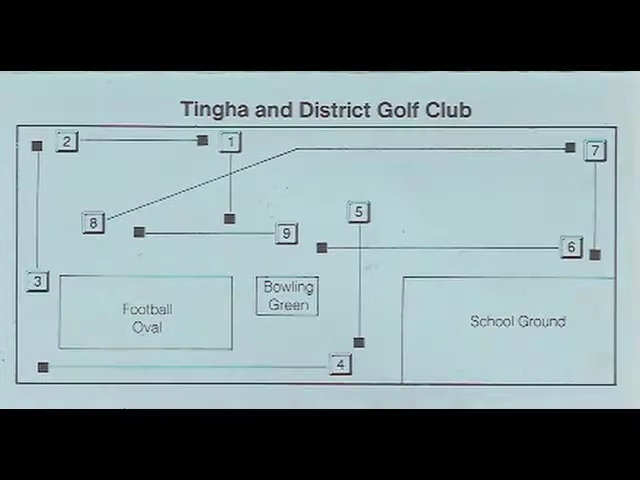 Tingha and District Golf Club
2
1
7
8
5
9
6
3
Football
Oval
Bowling
Green
School Ground
4